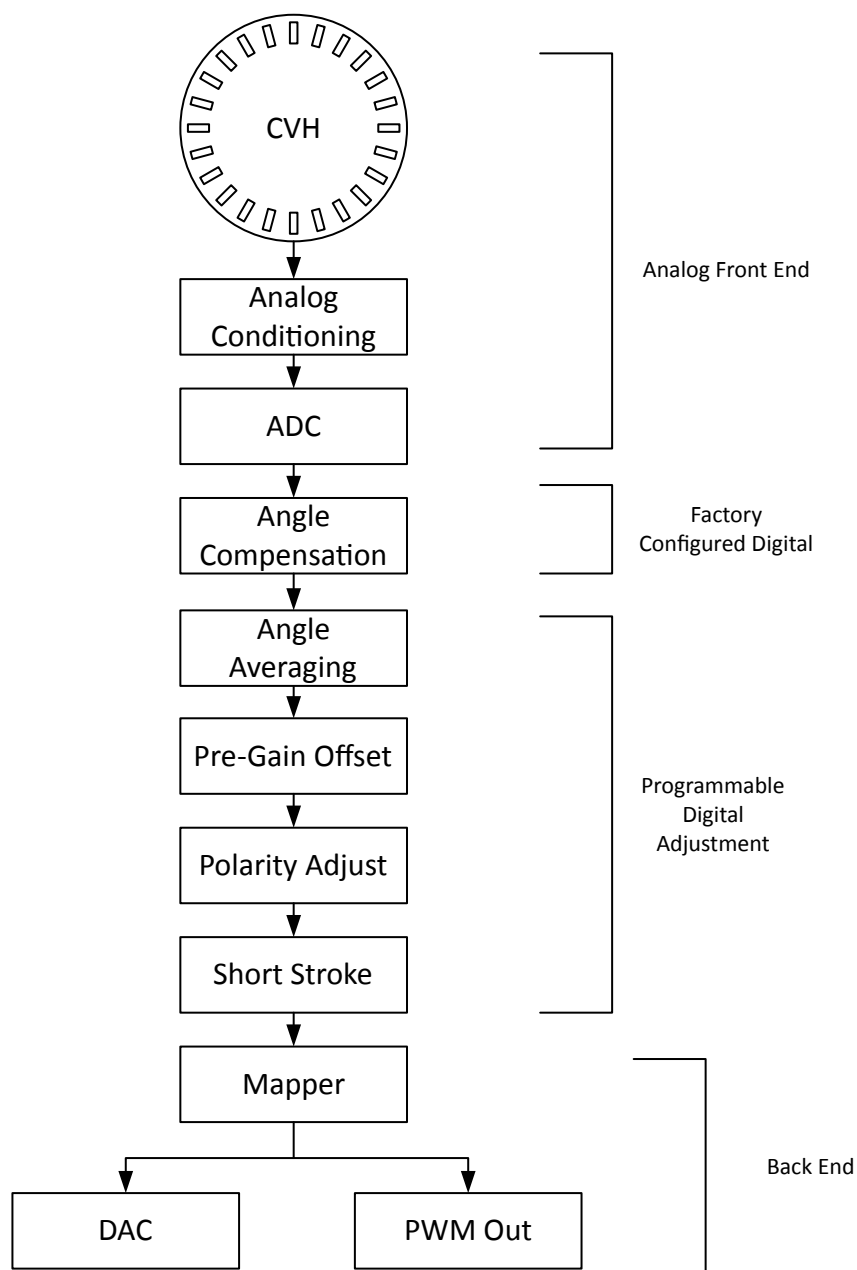 CVH
Analog
Conditioning
ADC
Analog Front End
Angle
Compensation
Factory
Configured Digital
Angle
Averaging
Pre-Gain Offset
Polarity Adjust
Short Stroke
Programmable
Digital
Adjustment
Mapper
DAC
PWM Out
Back End